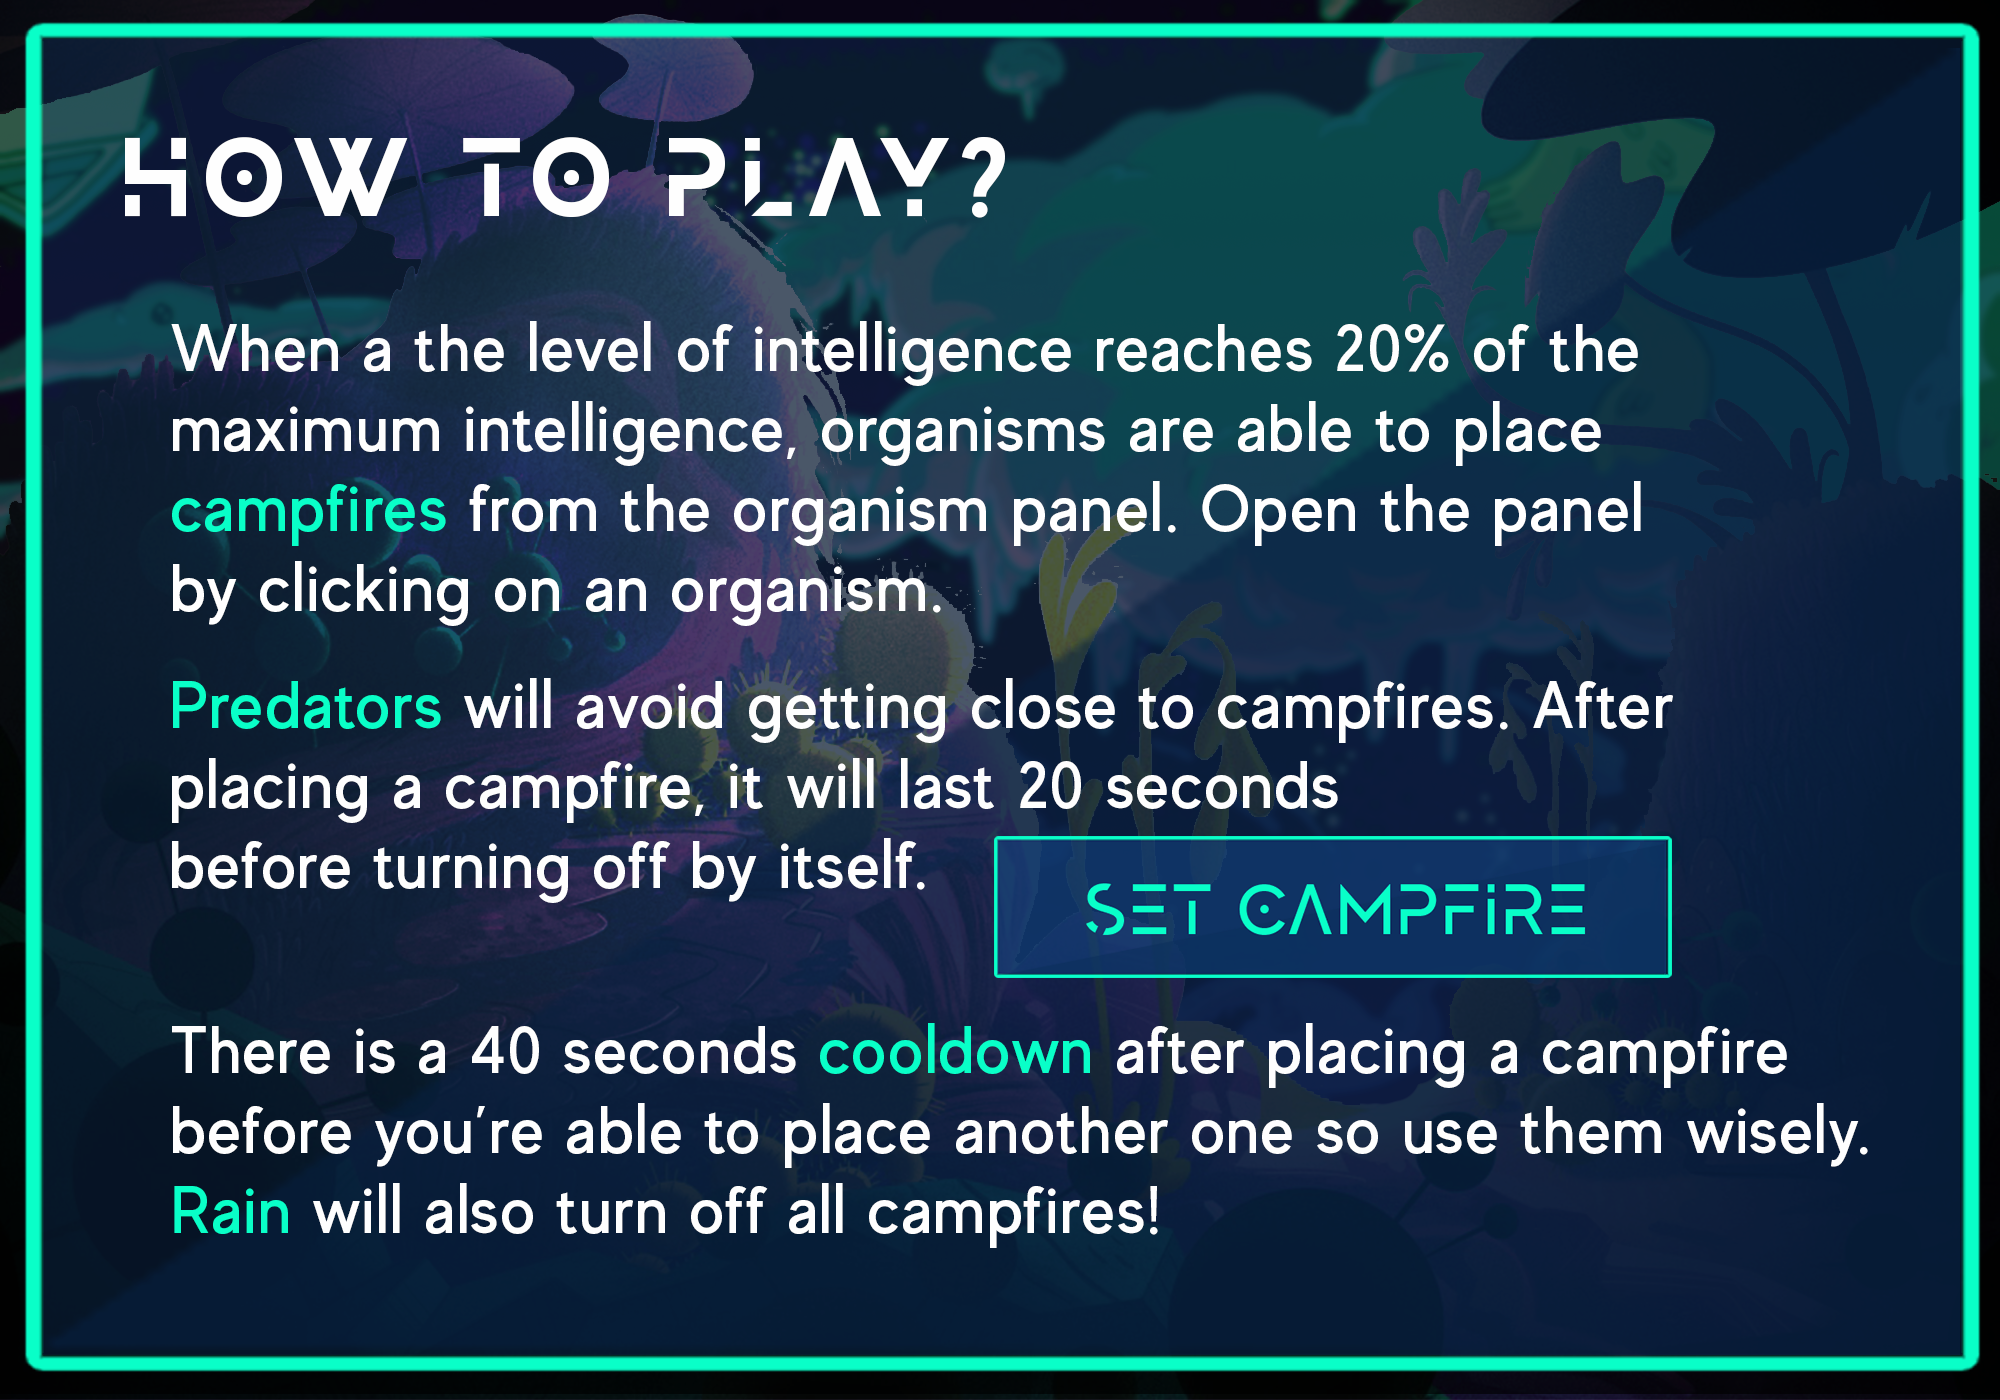 HOW TO PLAY?
When a the level of intelligence reaches 20% of the
maximum intelligence, organisms are able to place
campfires from the organism panel. Open the panel
by clicking on an organism.
Predators will avoid getting close to campfires. After
placing a campfire, it will last 20 seconds
before turning off by itself.
SET CAMPFiRE
There is a 40 seconds cooldown after placing a campfire
before you're able to place another one so use them wisely.
Rain will also turn off all campfires!